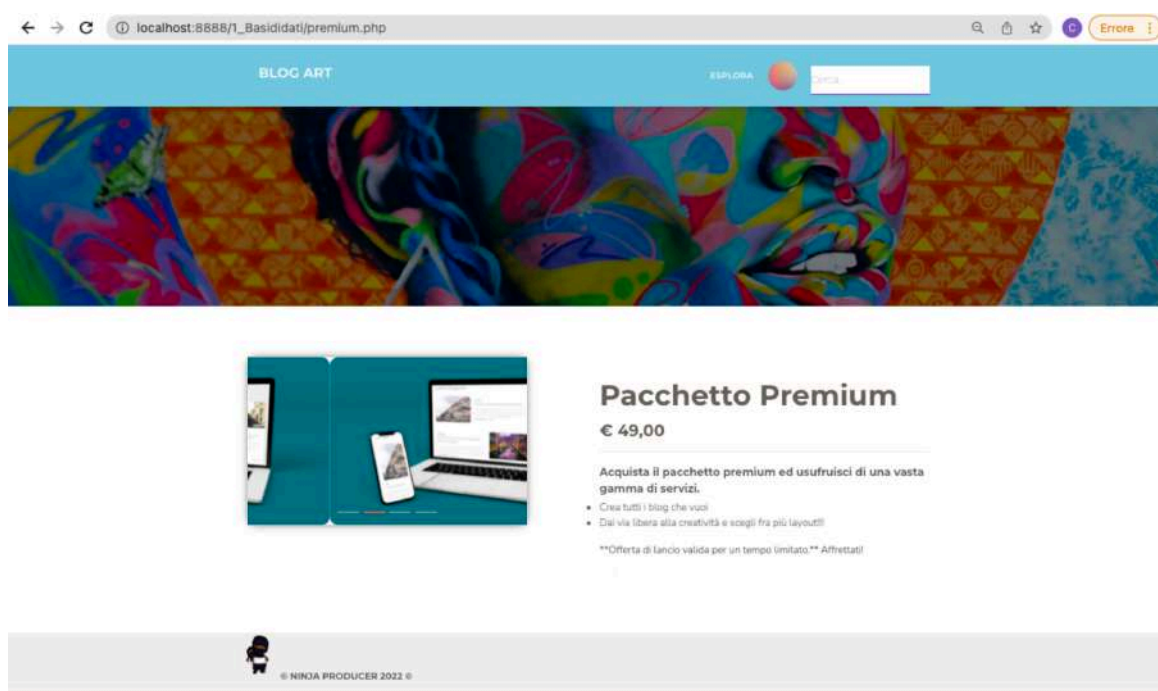 localhost:8888/1_Basididati/premium.php
Errore
BLOG ART
ESPLORA
Cerca...
Pacchetto Premium
€ 49,00
Acquista il pacchetto premium ed usufruisci di una vasta
gamma di servizi.
Crea tutti i blog che vuoi
Dai via libera alla creatività e scegli fra più layout!!!
**Offerta di lancio valida per un tempo limitato.** Affrettati!
© NINJA PRODUCER 2022 ©